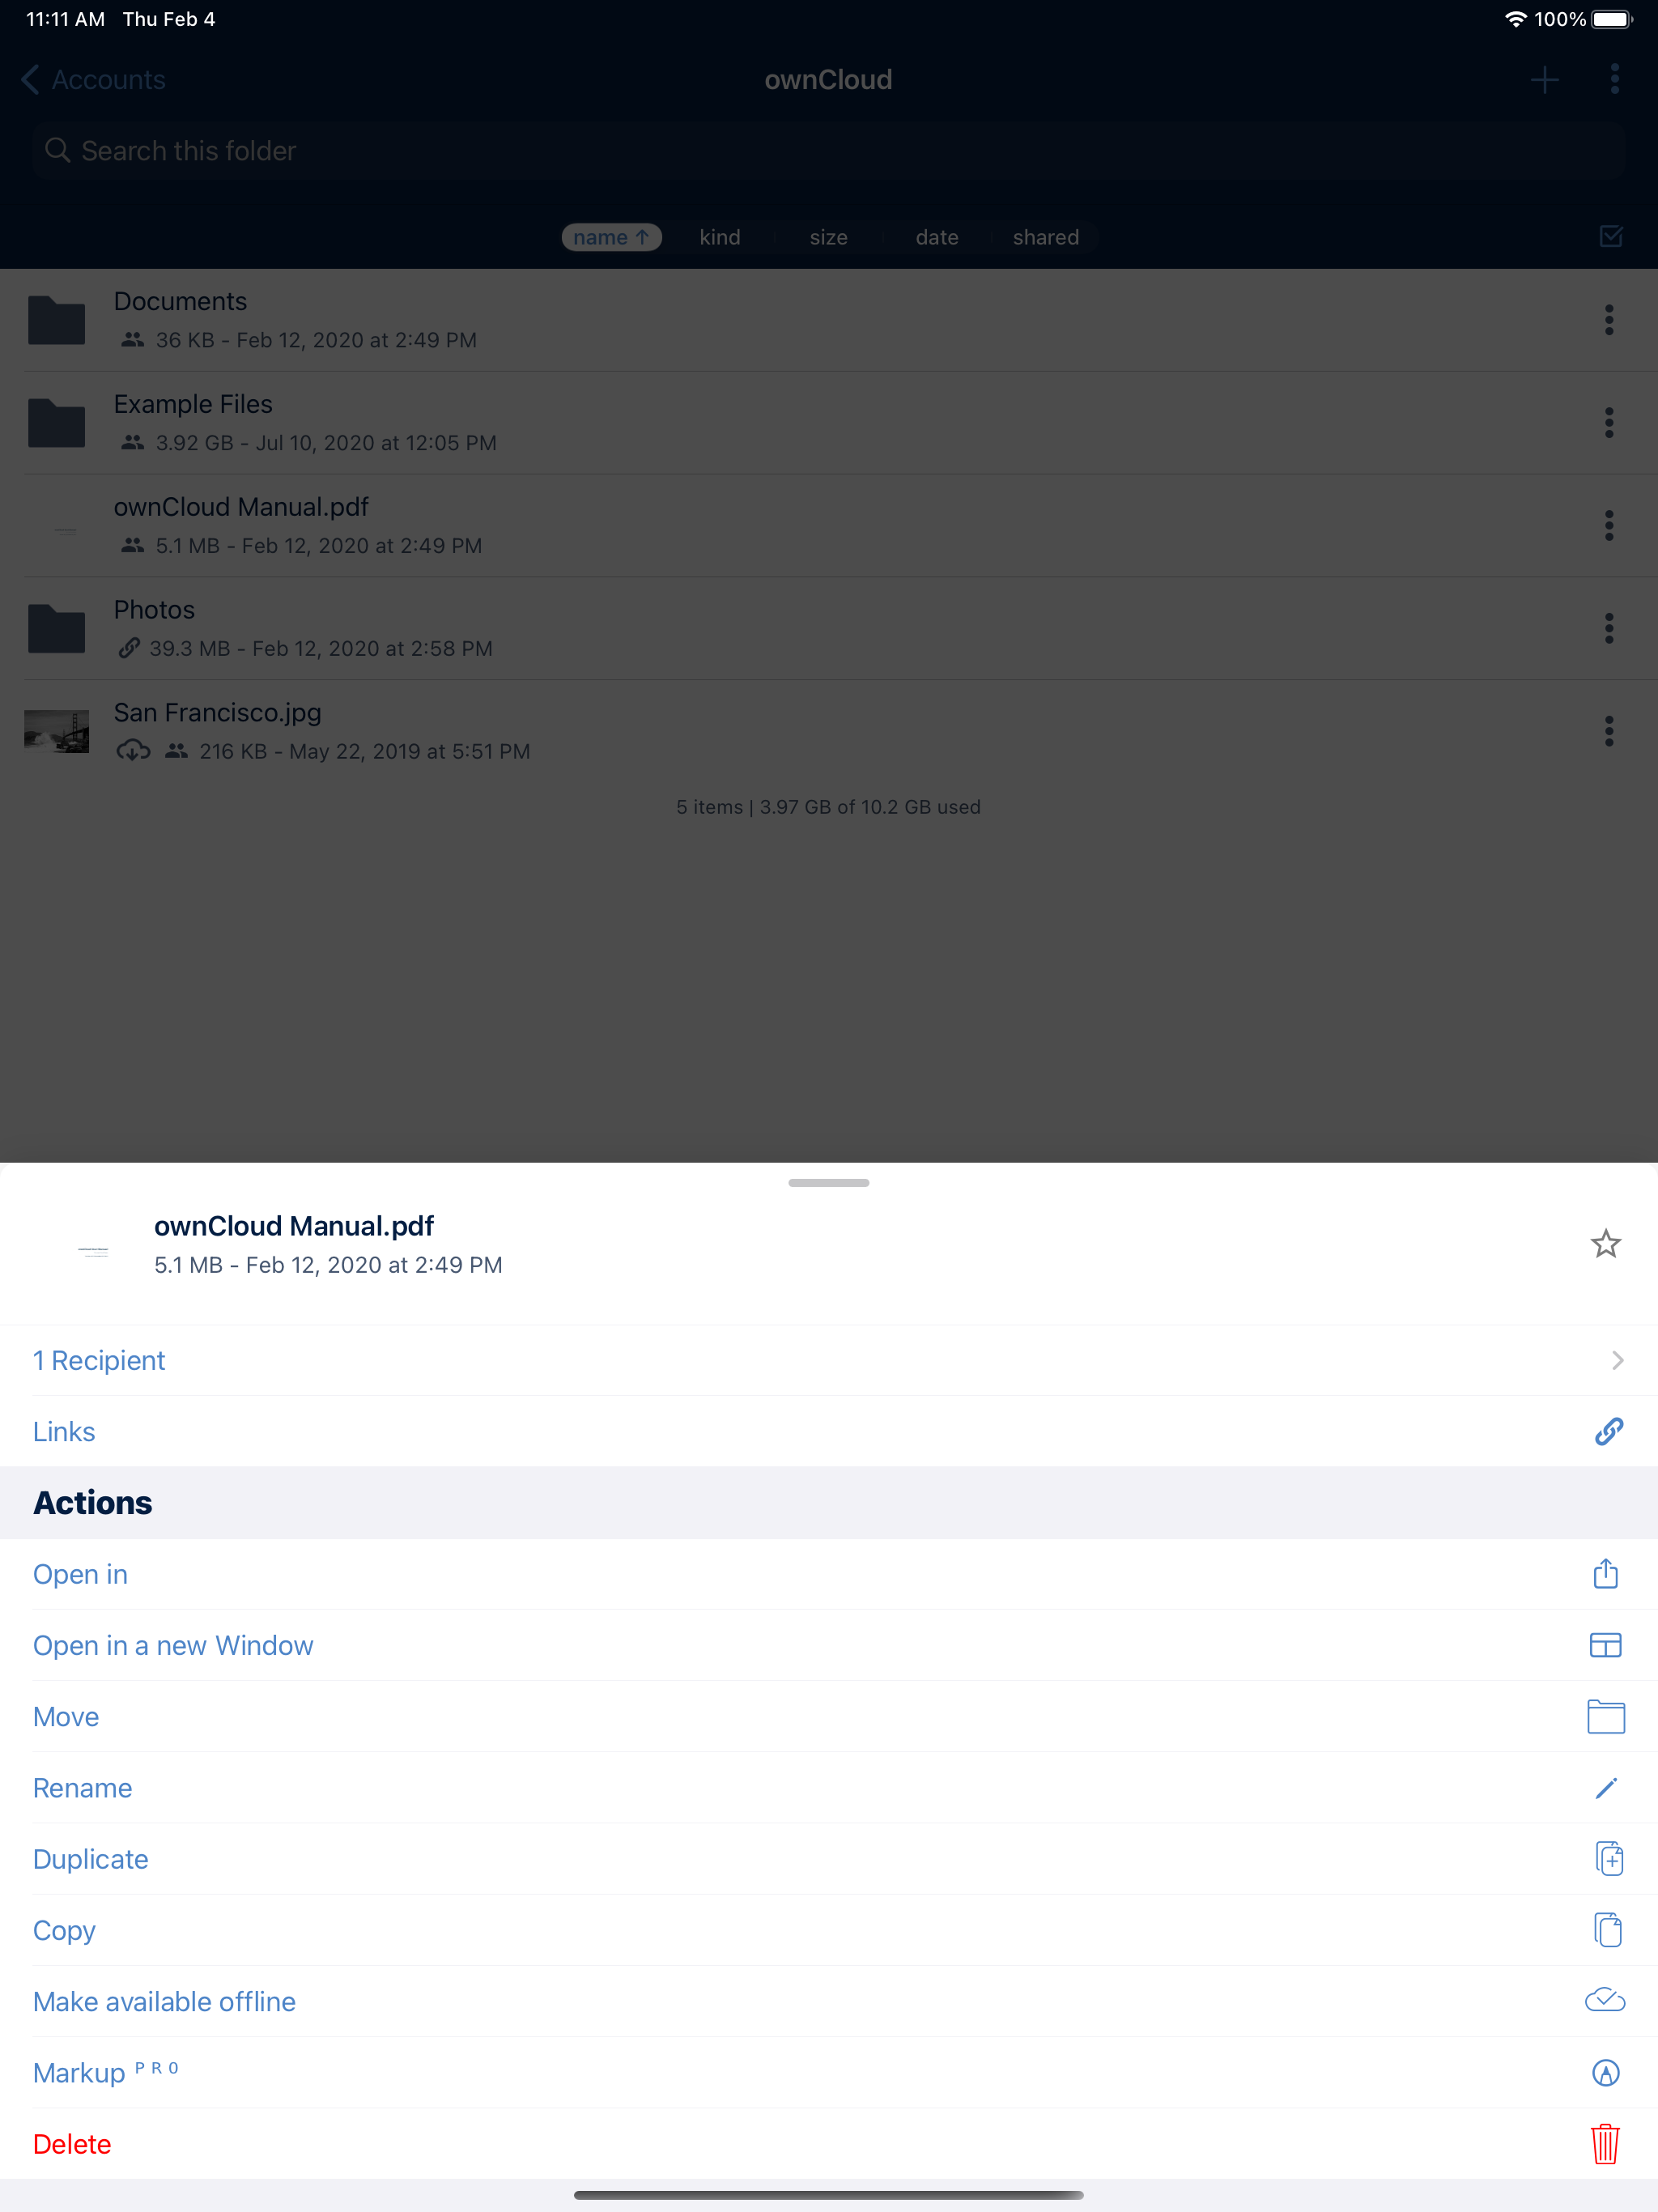 11:11 AM Thu Feb 4 100%
Accounts ownCloud
Search this folder
name ↑ kind size date shared
Documents
36 KB - Feb 12, 2020 at 2:49 PM
Example Files
3.92 GB - Jul 10, 2020 at 12:05 PM
ownCloud Manual.pdf
5.1 MB - Feb 12, 2020 at 2:49 PM
Photos
39.3 MB - Feb 12, 2020 at 2:58 PM
San Francisco.jpg
216 KB - May 22, 2019 at 5:51 PM
5 items | 3.97 GB of 10.2 GB used
ownCloud Manual.pdf
5.1 MB - Feb 12, 2020 at 2:49 PM
1 Recipient
Links
Actions
Open in
Open in a new Window
Move
Rename
Duplicate
Copy
Make available offline
Markup PRO
Delete